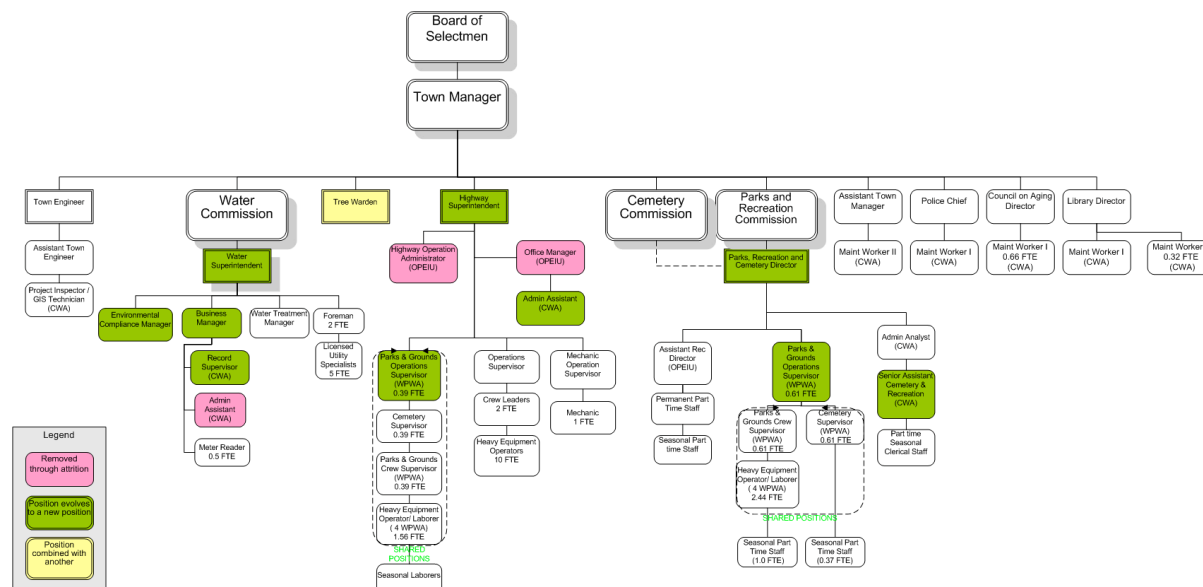 Board of
Selectmen
Town Manager
Town Engineer
Water
Commission
Tree Warden
Highway
Superintendent
Cemetery
Commission
Parks and
Recreation
Commission
Assistant Town
Manager
Police Chief
Council on Aging
Director
Library Director
Assistant Town
Engineer
Water
Superintendent
Highway Operation
Administrator
(OPEIU)
Office Manager
(OPEIU)
Parks, Recreation and
Cemetery Director
Maint Worker II
(CWA)
Maint Worker I
(CWA)
Maint Worker I
0.66 FTE
(CWA)
Maint Worker I
(CWA)
Maint Worker
0.32 FTE
(CWA)
Project Inspector /
GIS Technician
(CWA)
Environmental
Compliance Manager
Business
Manager
Water Treatment
Manager
Foreman
2 FTE
Admin Assistant
(CWA)
Record
Supervisor
(CWA)
Licensed
Utility
Specialists
5 FTE
Admin
Assistant
(CWA)
Meter Reader
0.5 FTE
Parks & Grounds
Operations
Supervisor
(WPWA)
0.39 FTE
Operations
Supervisor
Mechanic
Operation
Supervisor
Cemetery
Supervisor
0.39 FTE
Crew Leaders
2 FTE
Mechanic
1 FTE
Parks & Grounds
Crew Supervisor
(WPWA)
0.39 FTE
Heavy Equipment
Operators
10 FTE
Heavy Equipment
Operator/ Laborer
( 4 WPWA)
1.56 FTE
SHARED
POSITIONS
Seasonal Laborers
Assistant Rec
Director
(OPEIU)
Parks &
Grounds
Operations
Supervisor
(WPWA)
0.61 FTE
Admin Analyst
(CWA)
Permanent Part
Time Staff
Senior Assistant
Cemetery &
Recreation
(CWA)
Seasonal Part
time Staff
Parks &
Grounds Crew
Supervisor
(WPWA)
0.61 FTE
Cemetery
Supervisor
(WPWA)
0.61 FTE
Part time
Seasonal
Clerical Staff
Heavy Equipment
Operator/ Laborer
( 4 WPWA)
2.44 FTE
SHARED POSITIONS
Seasonal Part
Time Staff
(1.0 FTE)
Seasonal Part
Time Staff
(0.37 FTE)
Legend
Removed
through attrition
Position evolves
to a new position
Position
combined with
another